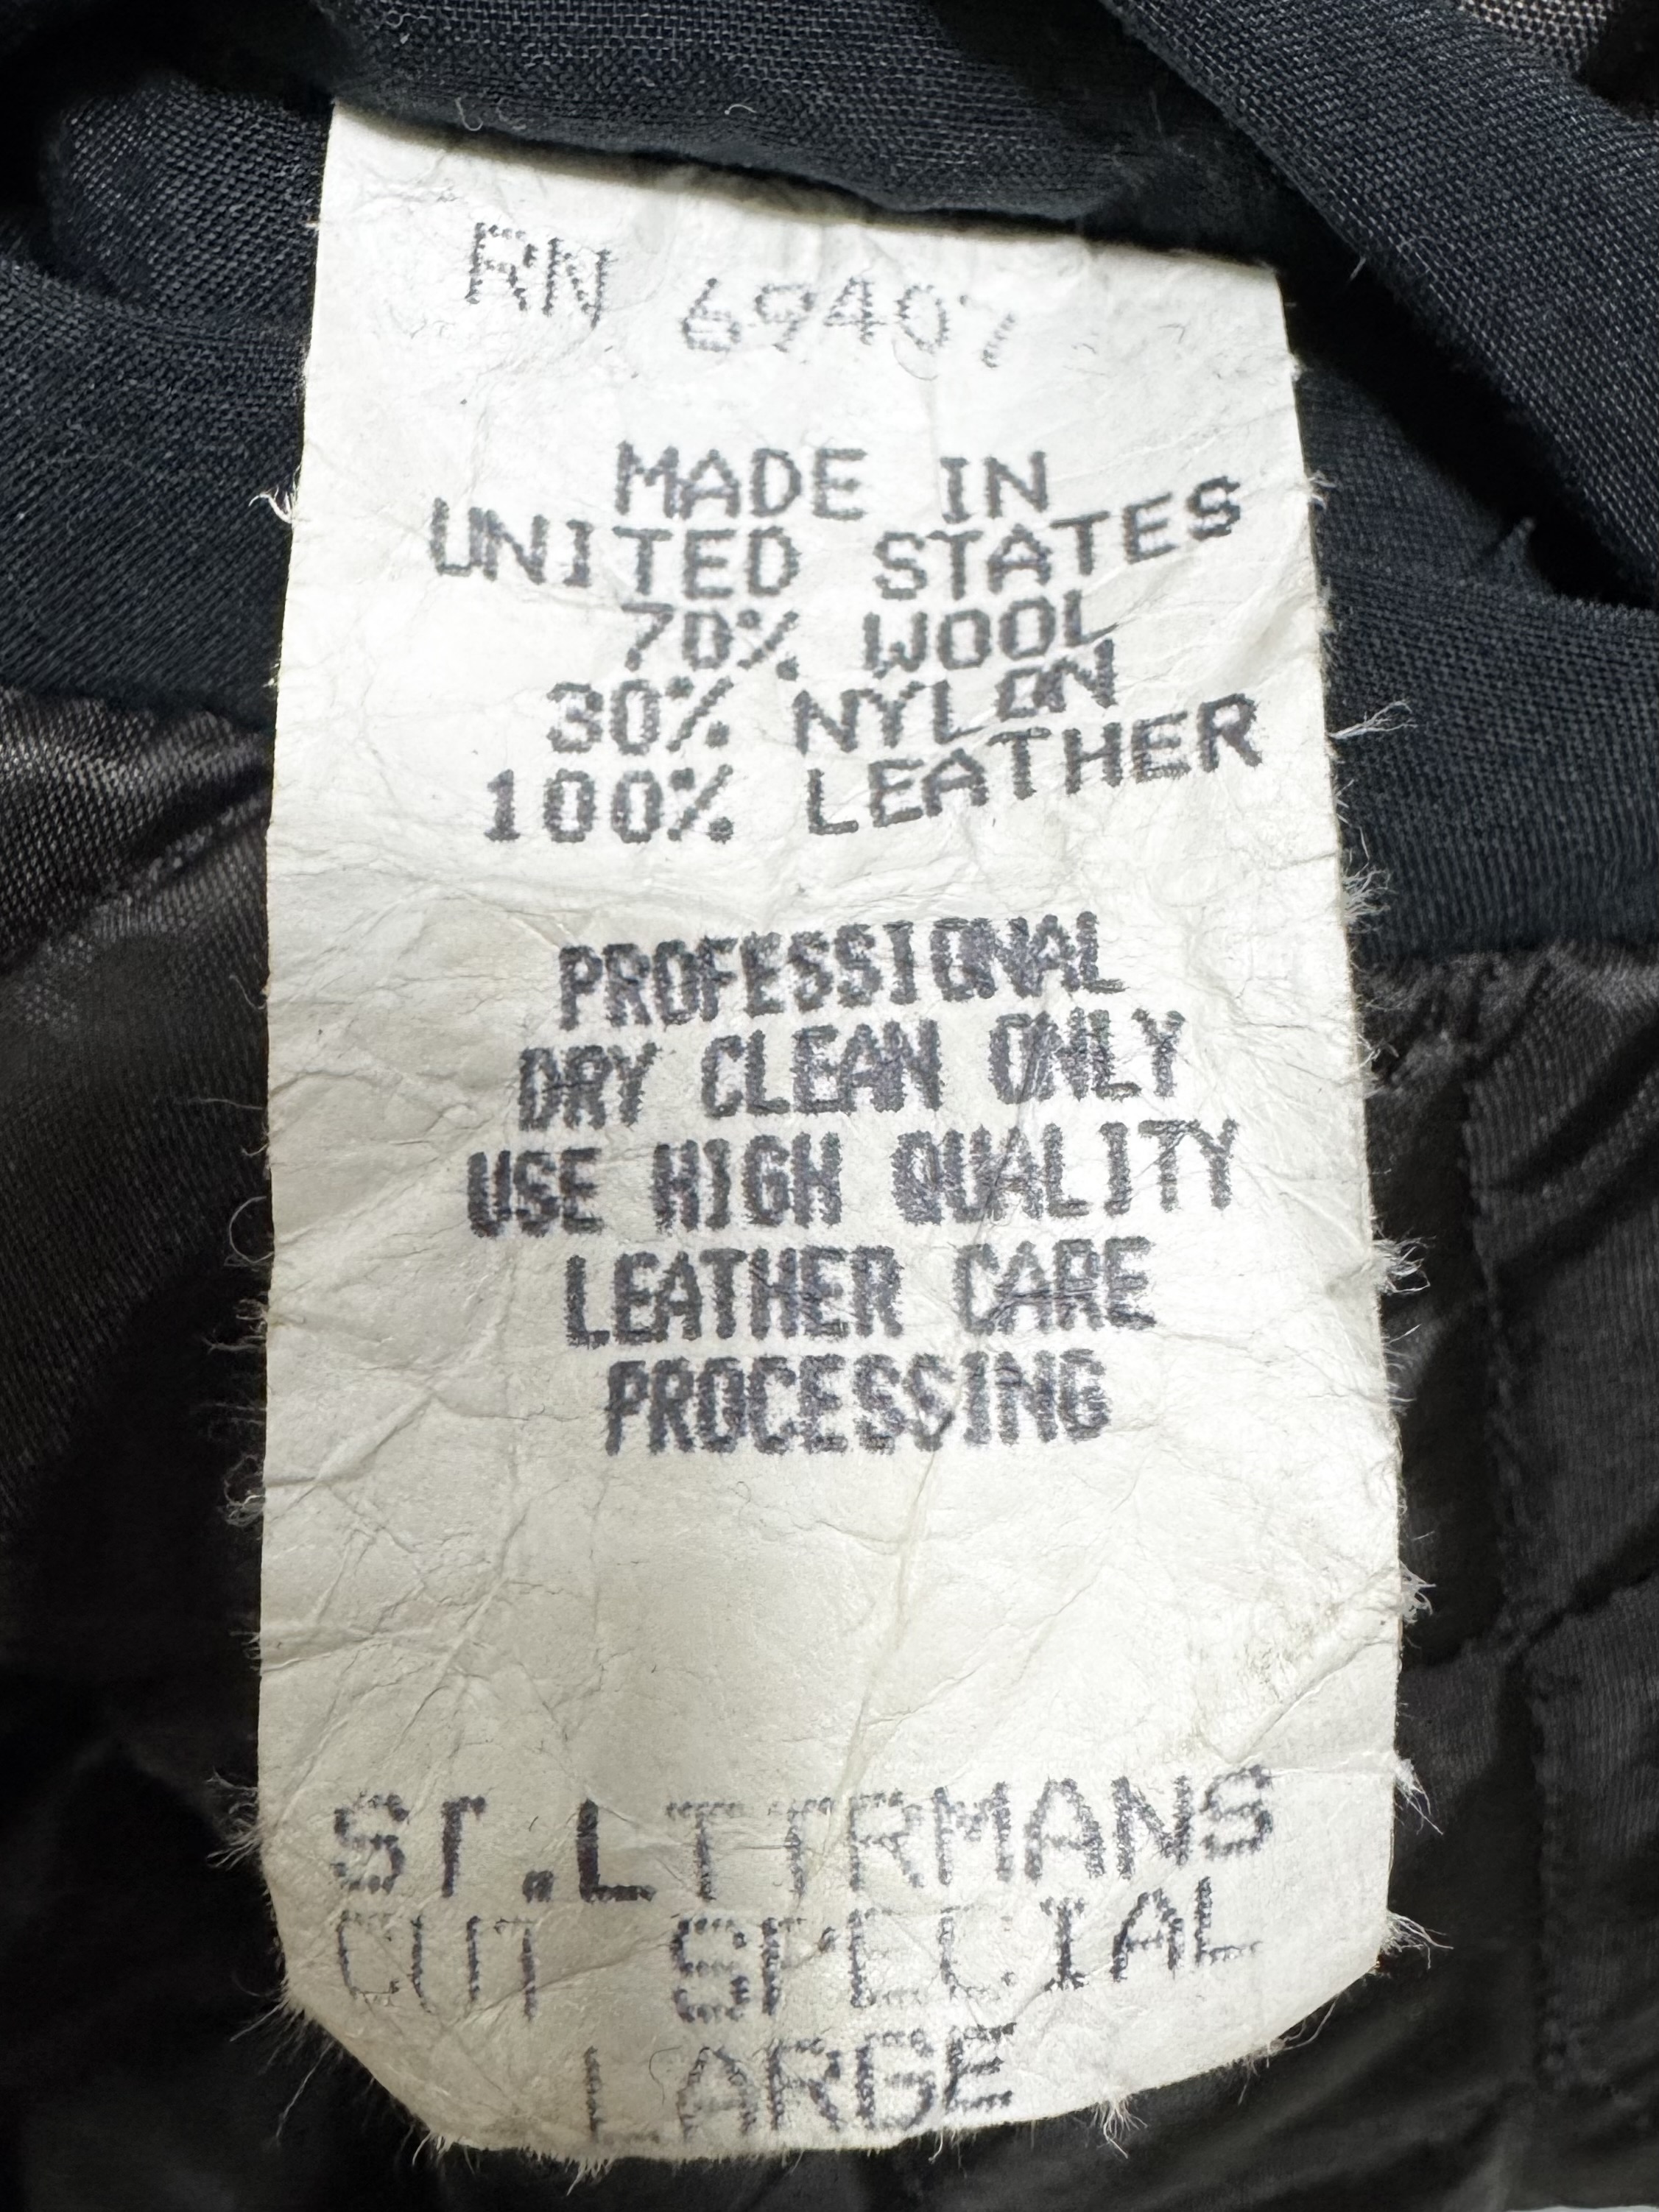 RN 69407
MADE IN
UNITED STATES
70% WOOL
30% NYLON
100% LEATHER
PROFESSIONAL
DRY CLEAN ONLY
USE HIGH QUALITY
LEATHER CARE
PROCESSING
ST.LTTRMANS
CUT SPECIAL
LARGE